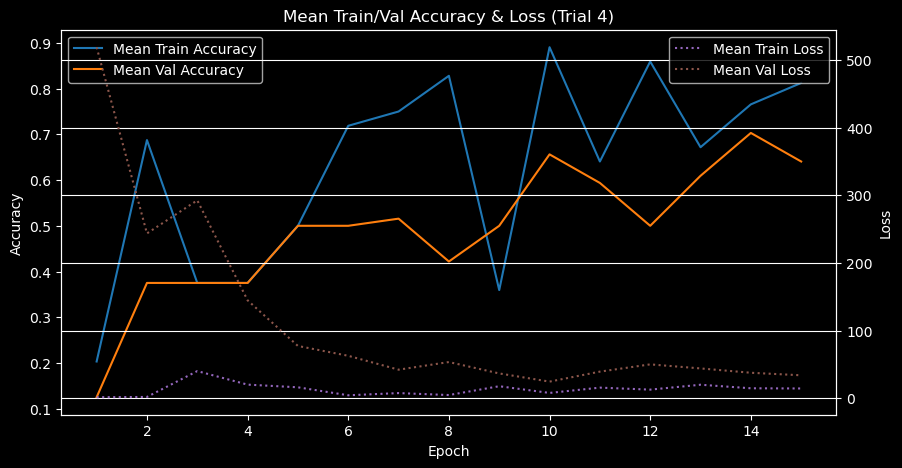 Mean Train/Val Accuracy & Loss (Trial 4)
Mean Train Accuracy
Mean Val Accuracy
Mean Train Loss
Mean Val Loss
Accuracy
0.9
0.8
0.7
0.6
0.5
0.4
0.3
0.2
0.1
500
400
300
200
100
0
Loss
2 4 6 8 10 12 14
Epoch